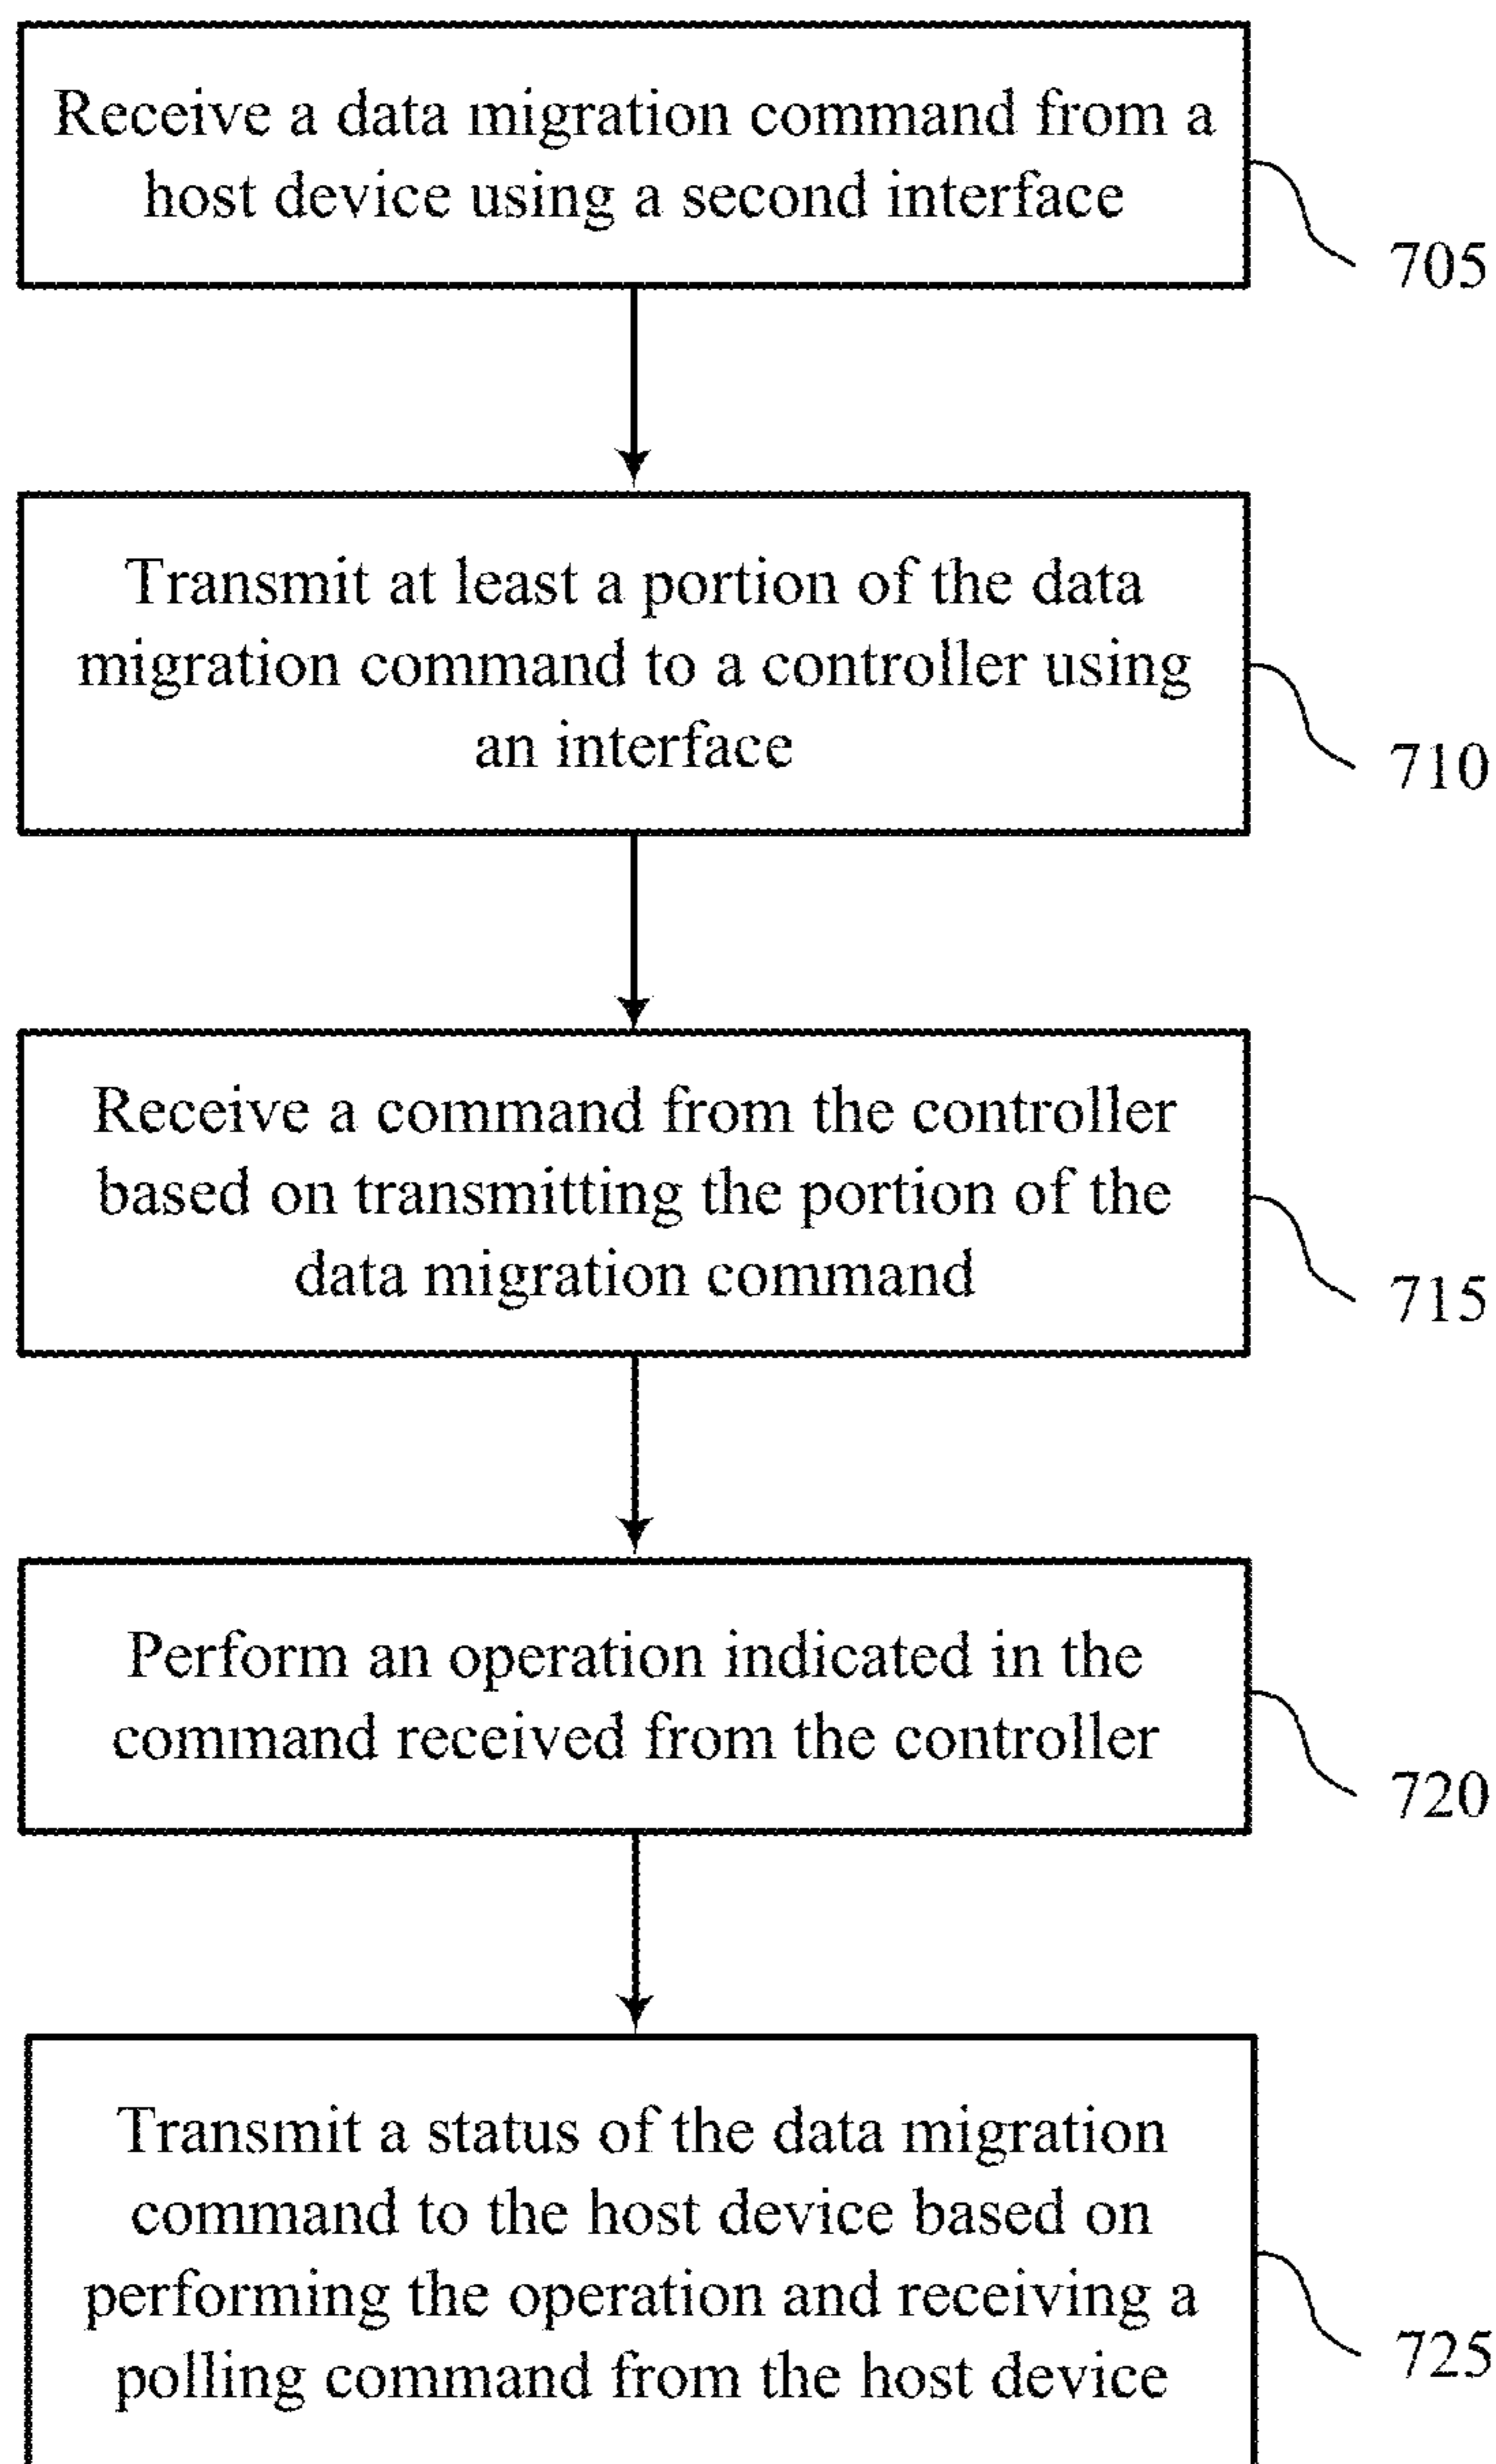 Receive a data migration command from a
host device using a second interface
705
Transmit at least a portion of the data
migration command to a controller using
an interface
710
Receive a command from the controller
based on transmitting the portion of the
data migration command
715
Perform an operation indicated in the
command received from the controller
720
Transmit a status of the data migration
command to the host device based on
performing the operation and receiving a
polling command from the host device
725